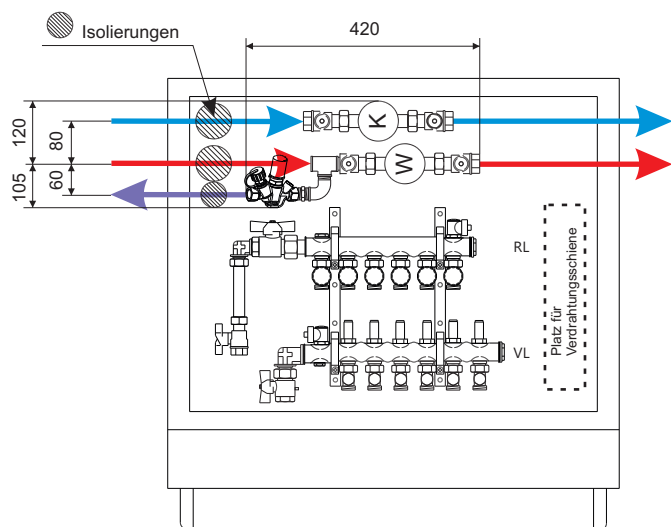 Isolierungen
420
120
80
105
60
K
W
RL
VL
Platz für
Verdrahtungsschiene